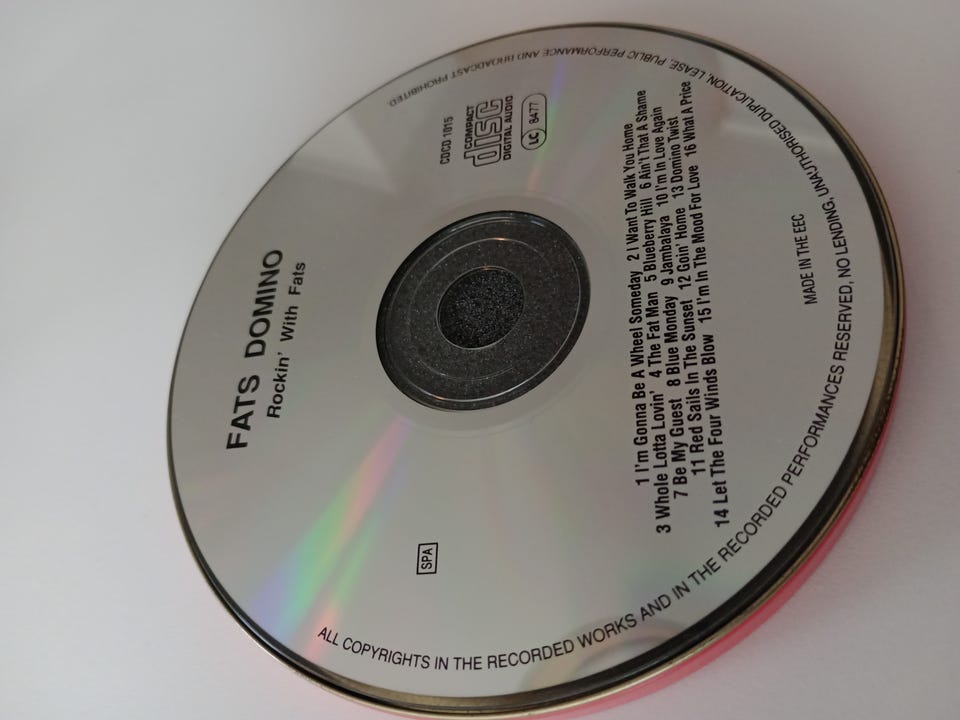 FATS DOMINO
Rockin' With Fats
CDCD 1015
COMPACT
disc
DIGITAL AUDIO
LC 8477
SPA
1 I'm Gonna Be A Wheel Someday 2 I Want To Walk You Home
3 Whole Lotta Lovin' 4 The Fat Man 5 Blueberry Hill 6 Ain't That A Shame
7 Be My Guest 8 Blue Monday 9 Jambalaya 10 I'm In Love Again
11 Red Sails In The Sunset 12 Goin' Home 13 Domino Twist
14 Let The Four Winds Blow 15 I'm In The Mood For Love 16 What A Price
MADE IN THE EEC
ALL COPYRIGHTS IN THE RECORDED WORKS AND IN THE RECORDED PERFORMANCES RESERVED, NO LENDING, UNAUTHORISED DUPLICATION, LEASE, PUBLIC PERFORMANCE AND BROADCAST PROHIBITED